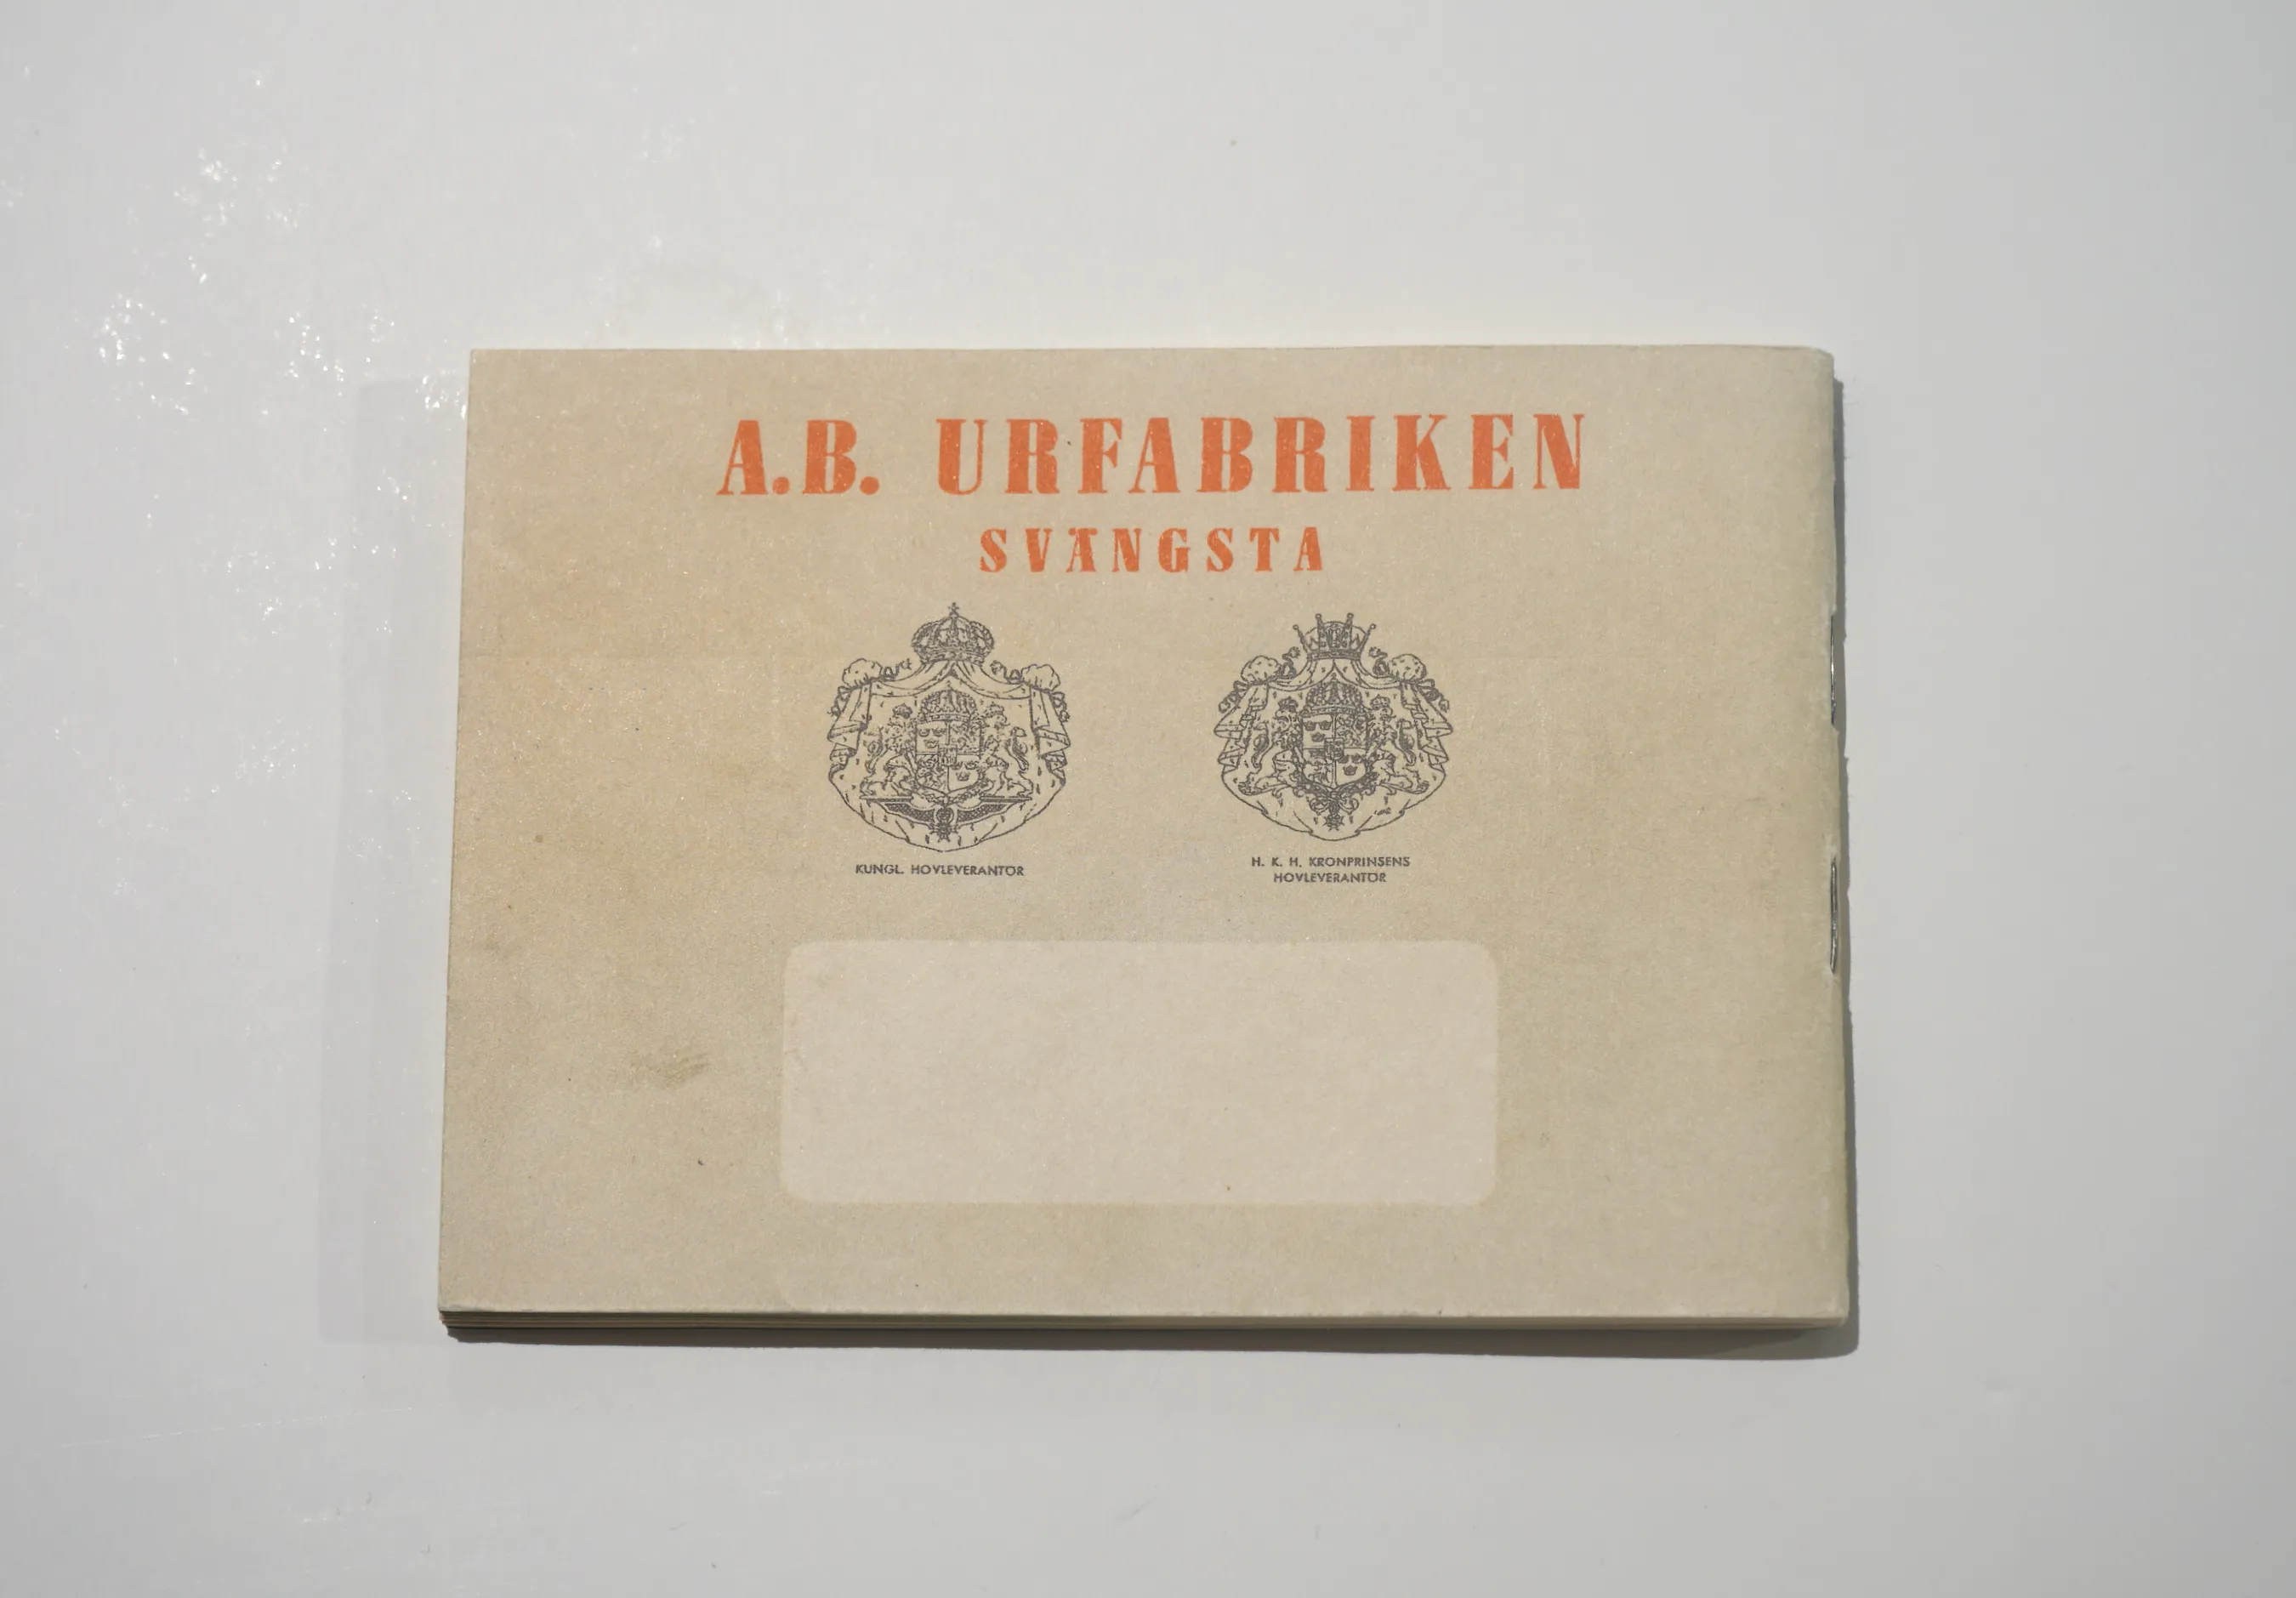 A.B. URFABRIKEN
SVÄNGSTA
KUNGL. HOVLEVERANTÖR
H. K. H. KRONPRINSENS
HOVLEVERANTÖR